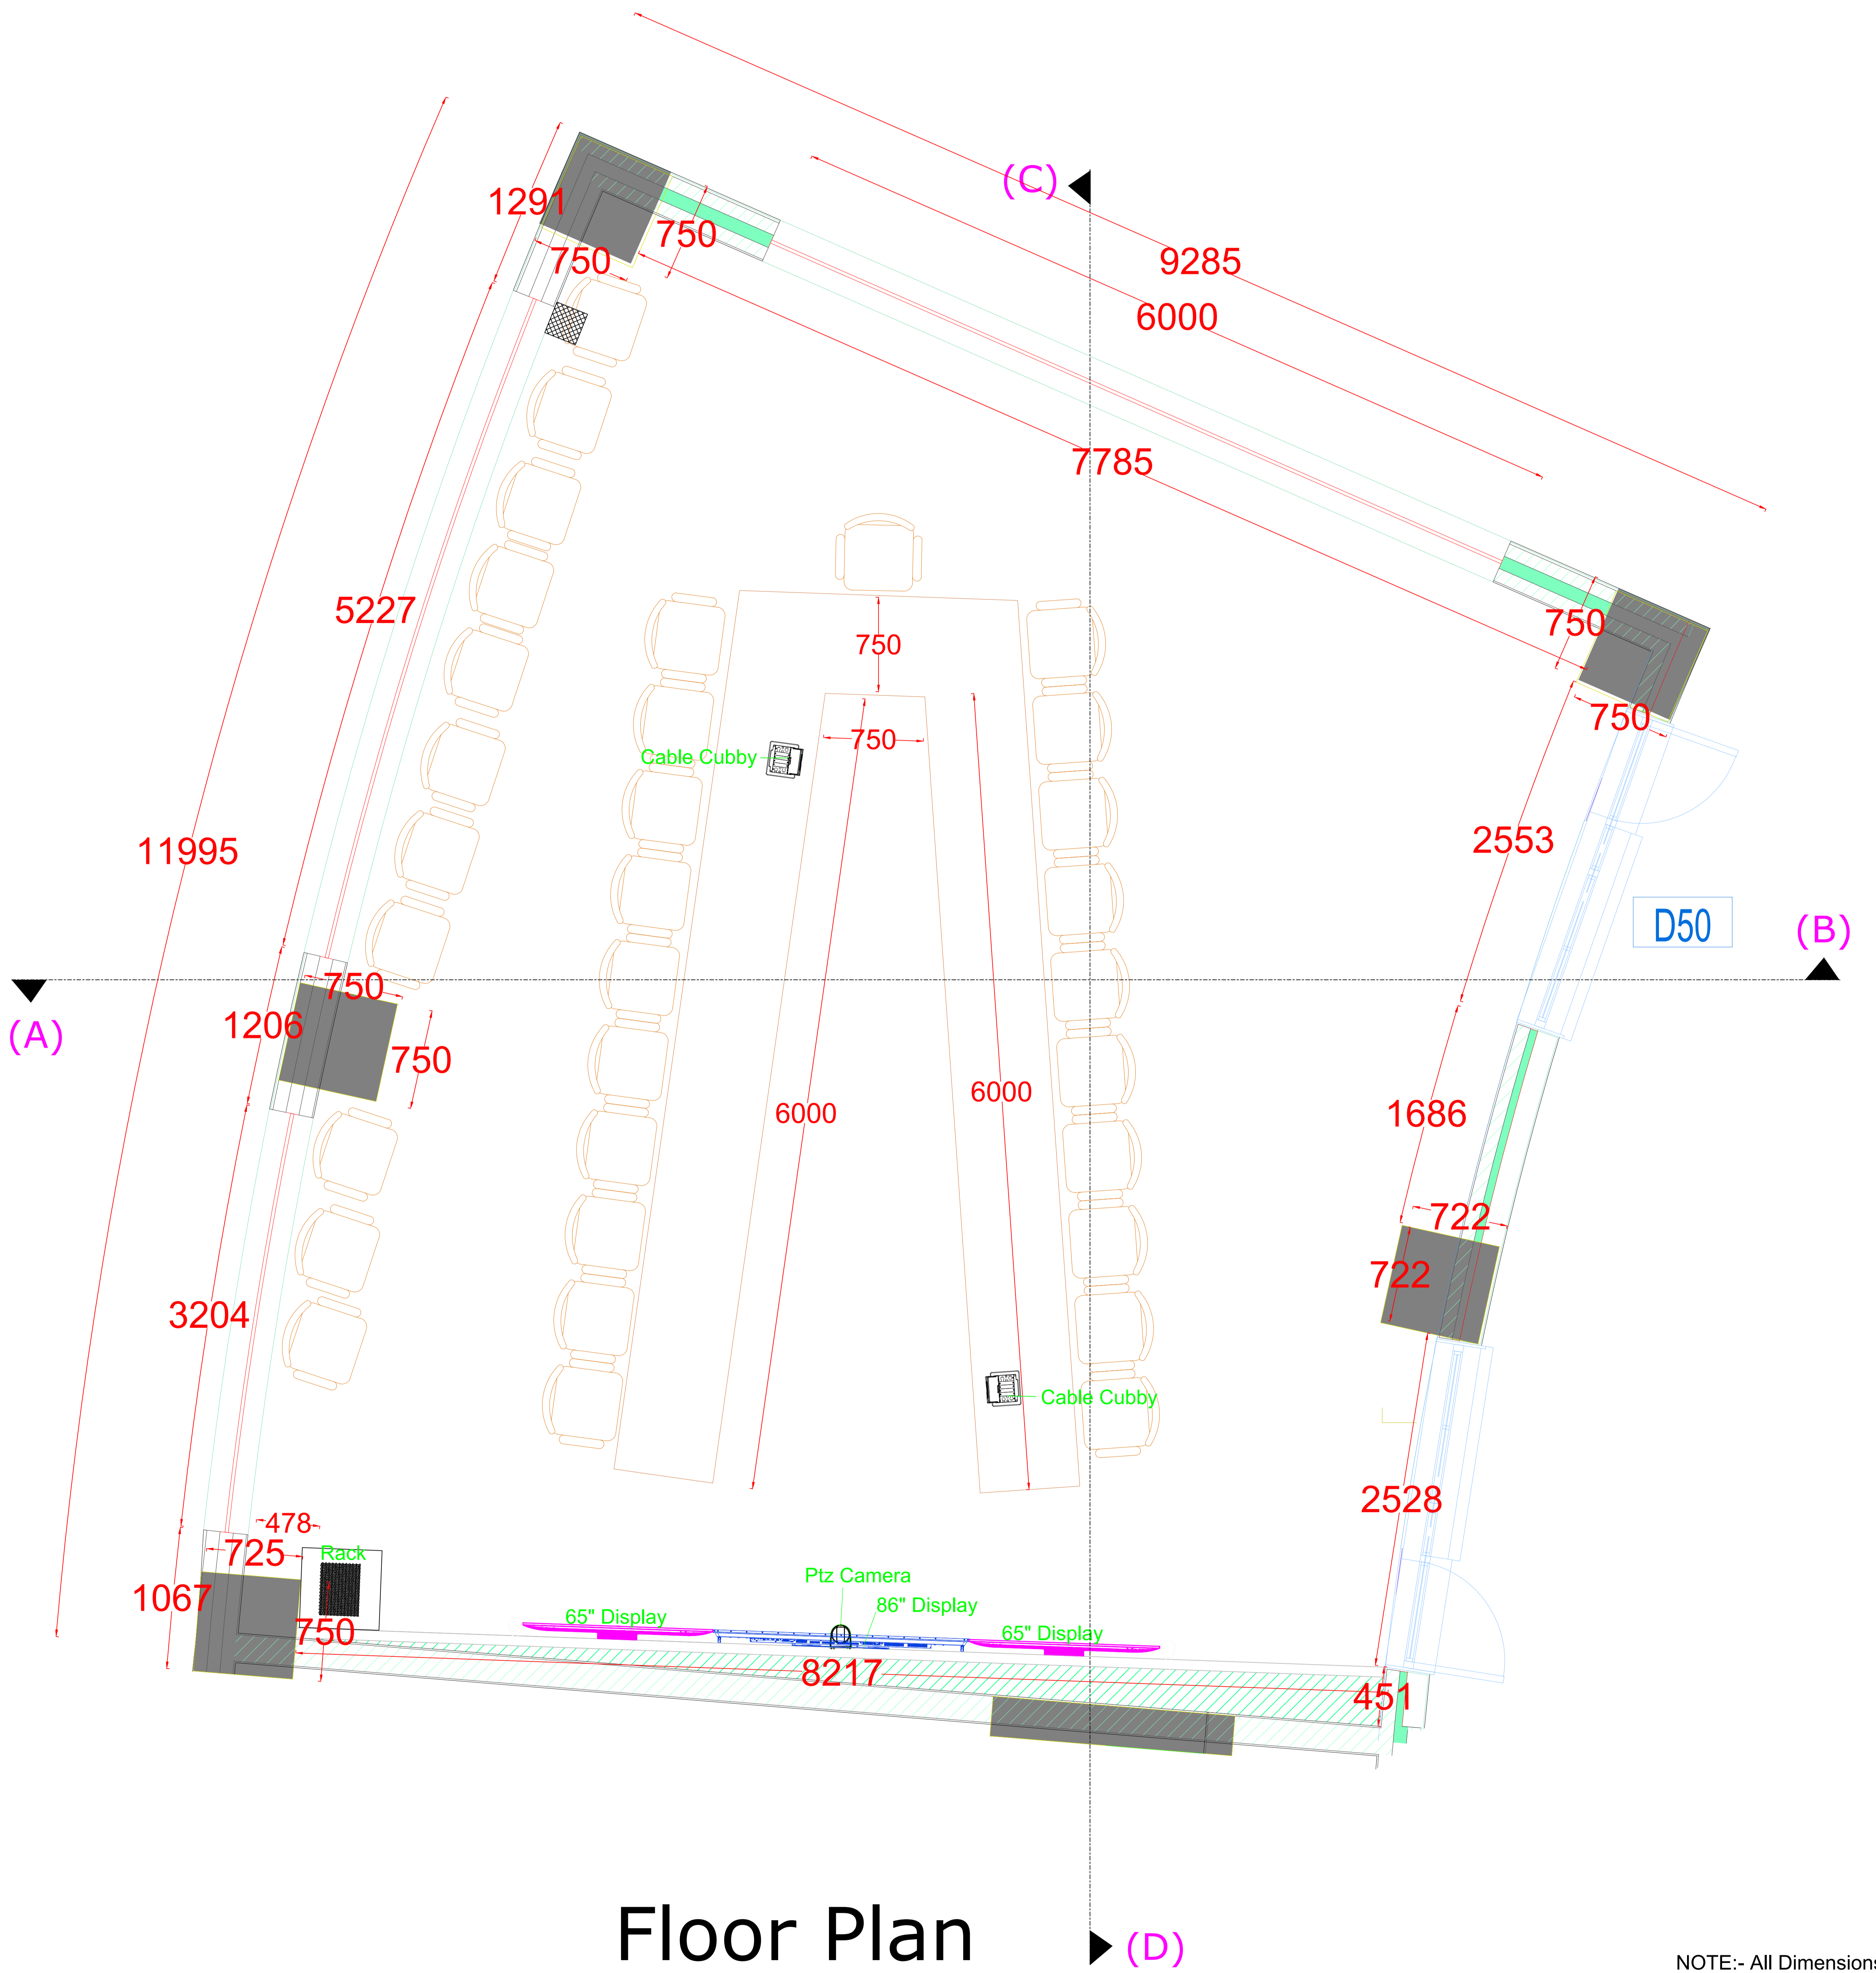 (C)
1291
750
750
9285
6000
7785
750
750
5227
750
750
Cable Cubby
2553
11995
D50
(B)
(A)
750
1206
750
6000
6000
1686
722
722
3204
Cable Cubby
2528
478
725
Rack
1067
750
Ptz Camera
86" Display
65" Display
65" Display
8217
451
Floor Plan
(D)
NOTE:- All Dimension